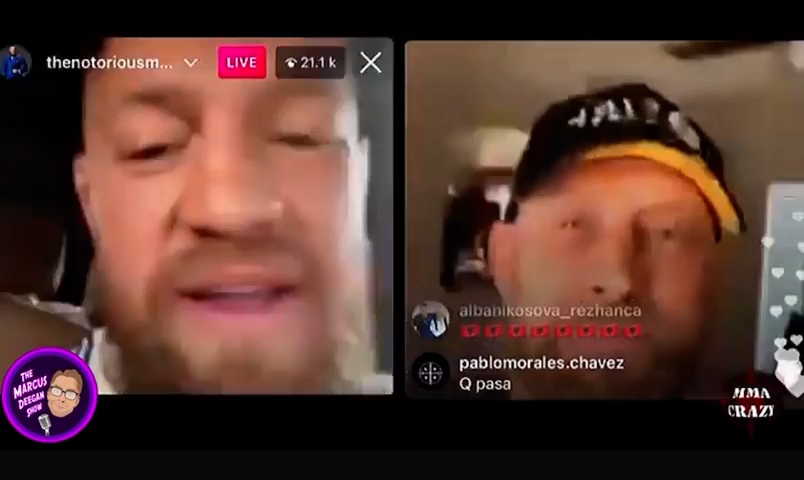 thenotoriousm...
LIVE
21.1 k
albanikosova_rezhanca
pablomorales.chavez
Q pasa
THE
MARCUS
DEEGAN
SHOW
MMA
CRAZY